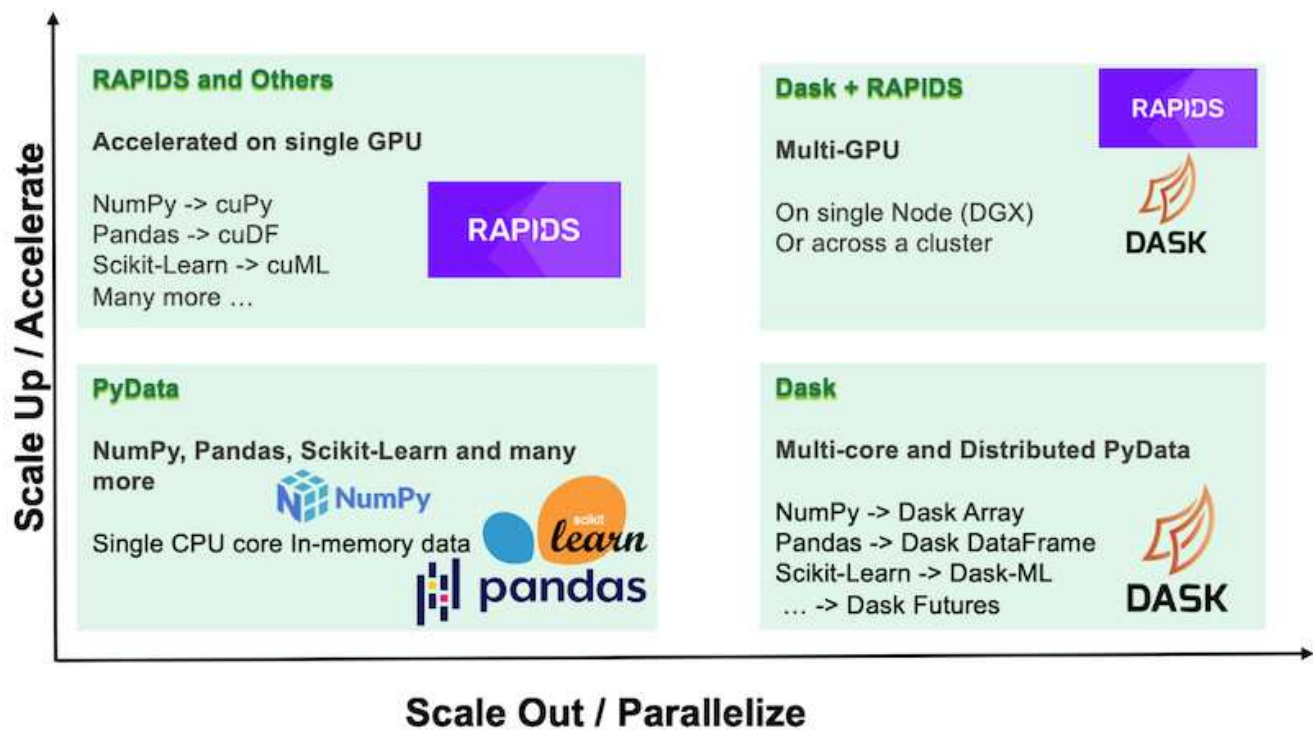 Scale Up / Accelerate
RAPIDS and Others
Accelerated on single GPU
NumPy -> cuPy
Pandas -> cuDF
Scikit-Learn -> cuML
Many more …
RAPIDS
Dask + RAPIDS
Multi-GPU
On single Node (DGX)
Or across a cluster
RAPIDS
DASK
PyData
NumPy, Pandas, Scikit-Learn and many
more
NumPy
Single CPU core In-memory data
scikit
learn
pandas
Dask
Multi-core and Distributed PyData
NumPy -> Dask Array
Pandas -> Dask DataFrame
Scikit-Learn -> Dask-ML
… -> Dask Futures
DASK
Scale Out / Parallelize